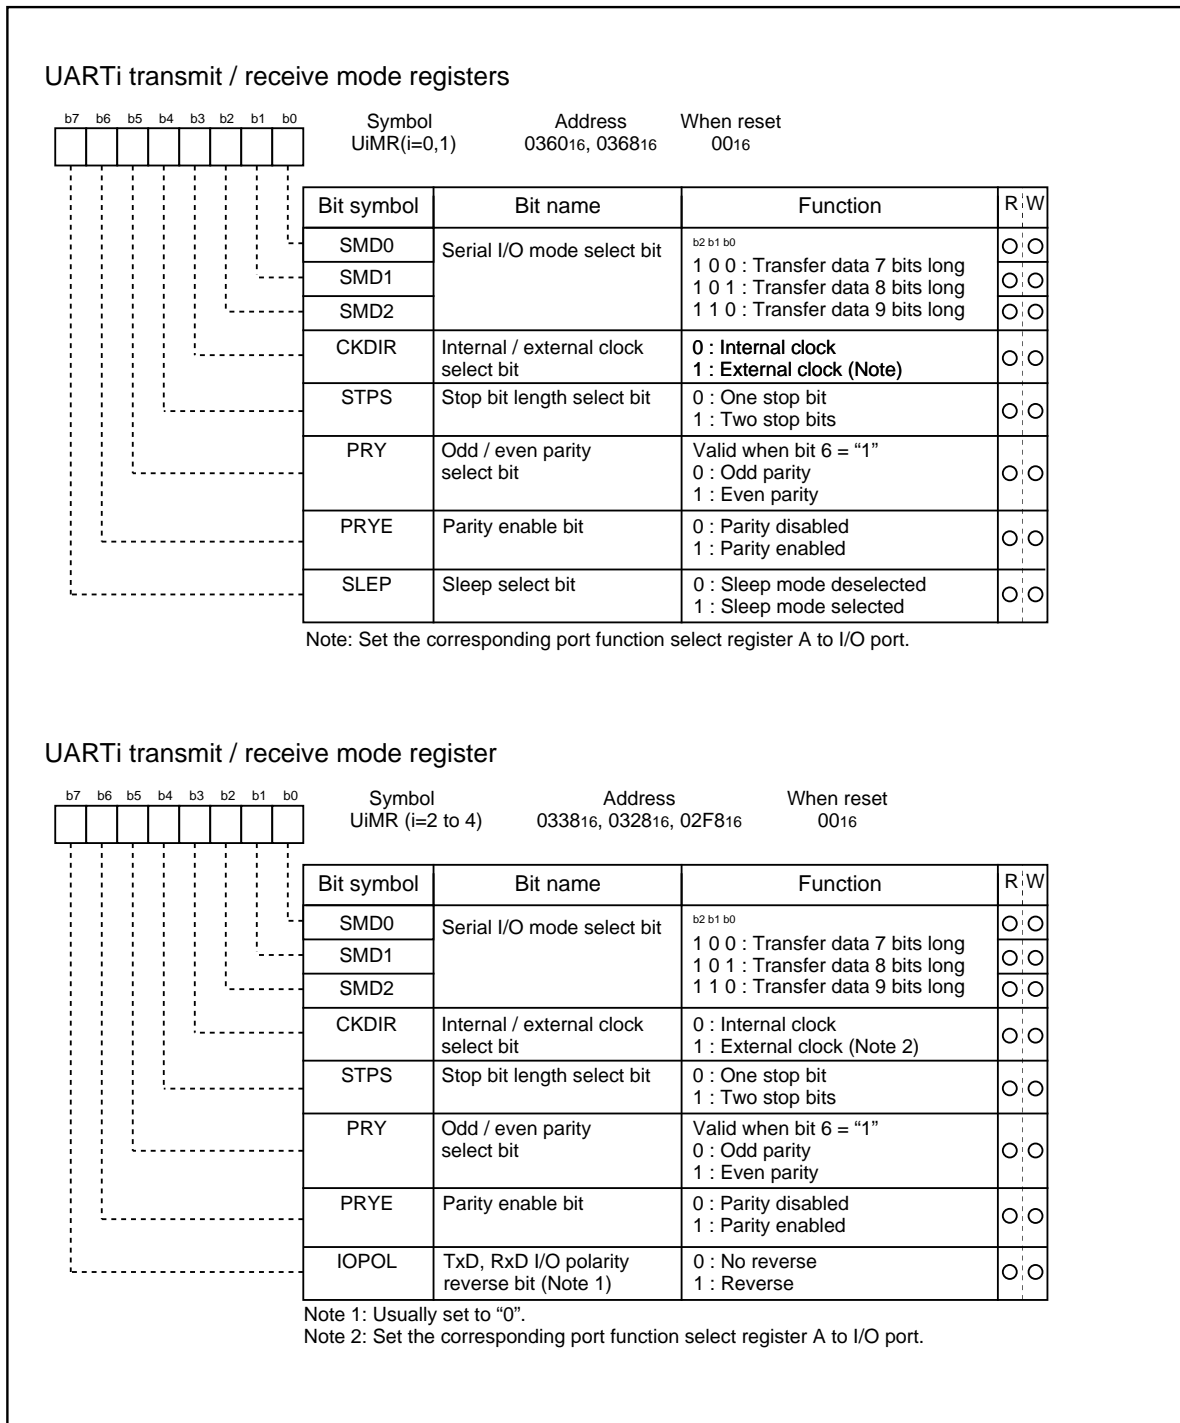 UARTi transmit / receive mode registers
b7 b6 b5 b4 b3 b2 b1 b0
Symbol Address When reset
UiMR(i=0,1) 036016, 036816 0016
Bit symbol Bit name Function R W
SMD0 Serial I/O mode select bit b2 b1 b0
1 0 0 : Transfer data 7 bits long
SMD1
1 0 1 : Transfer data 8 bits long
SMD2 1 1 0 : Transfer data 9 bits long
CKDIR Internal / external clock 0 : Internal clock
select bit 1 : External clock (Note)
STPS Stop bit length select bit 0 : One stop bit
1 : Two stop bits
PRY Odd / even parity Valid when bit 6 = “1”
select bit 0 : Odd parity
1 : Even parity
PRYE Parity enable bit 0 : Parity disabled
1 : Parity enabled
SLEP Sleep select bit 0 : Sleep mode deselected
1 : Sleep mode selected
Note: Set the corresponding port function select register A to I/O port.
UARTi transmit / receive mode register
b7 b6 b5 b4 b3 b2 b1 b0
Symbol Address When reset
UiMR (i=2 to 4) 033816, 032816, 02F816 0016
Bit symbol Bit name Function R W
SMD0 Serial I/O mode select bit b2 b1 b0
1 0 0 : Transfer data 7 bits long
SMD1
1 0 1 : Transfer data 8 bits long
SMD2 1 1 0 : Transfer data 9 bits long
CKDIR Internal / external clock 0 : Internal clock
select bit 1 : External clock (Note 2)
STPS Stop bit length select bit 0 : One stop bit
1 : Two stop bits
PRY Odd / even parity Valid when bit 6 = “1”
select bit 0 : Odd parity
1 : Even parity
PRYE Parity enable bit 0 : Parity disabled
1 : Parity enabled
IOPOL TxD, RxD I/O polarity 0 : No reverse
reverse bit (Note 1) 1 : Reverse
Note 1: Usually set to “0”.
Note 2: Set the corresponding port function select register A to I/O port.